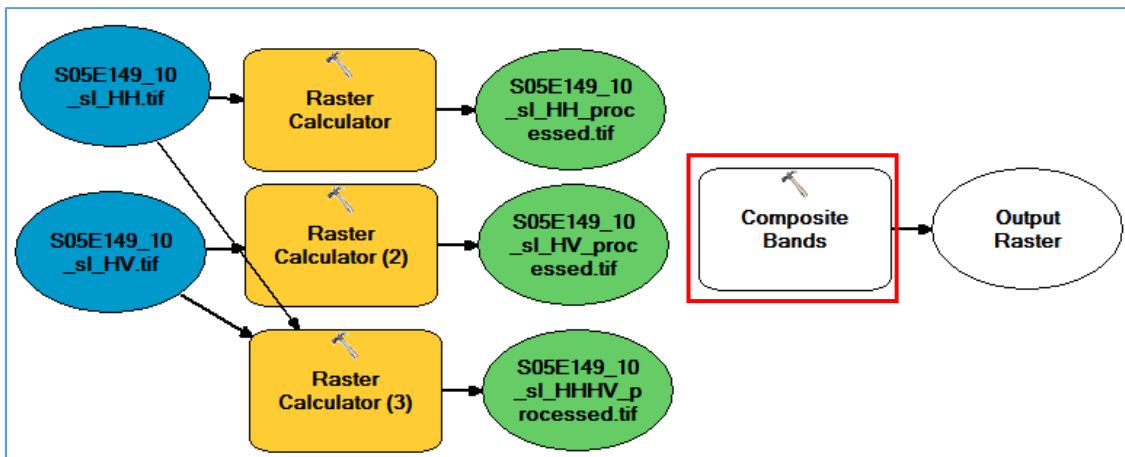 S05E149_10
_sl_HH.tif
Raster
Calculator
S05E149_10
_sl_HH_proc
essed.tif
S05E149_10
_sl_HV.tif
Raster
Calculator (2)
S05E149_10
_sl_HV_proc
essed.tif
Composite
Bands
Output
Raster
Raster
Calculator (3)
S05E149_10
_sl_HHHV_p
rocessed.tif